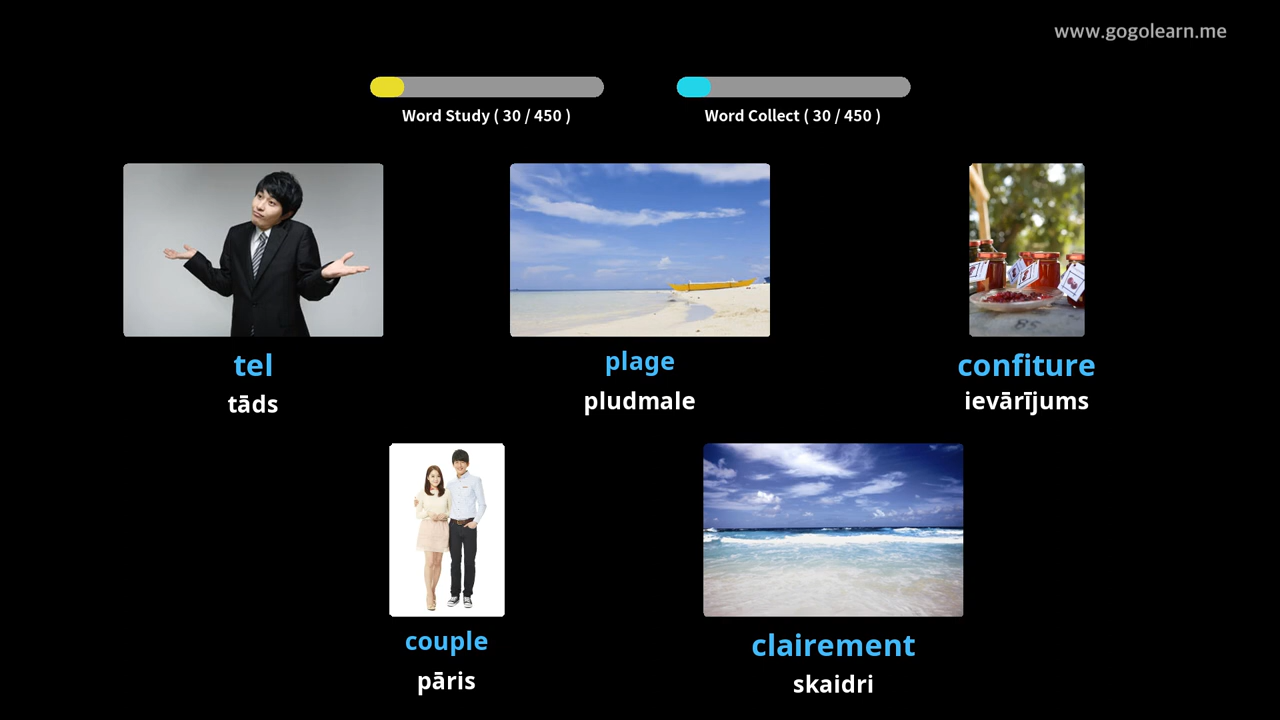 www.gogolearn.me
Word Study ( 30 / 450 )
Word Collect ( 30 / 450 )
tel
tāds
plage
pludmale
confiture
ievārījums
couple
pāris
clairement
skaidri